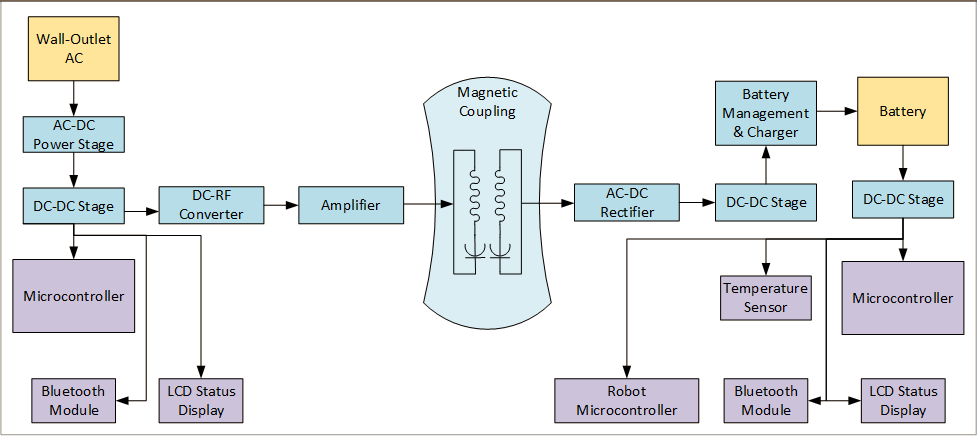 Wall-Outlet
AC
AC-DC
Power Stage
DC-DC Stage
DC-RF
Converter
Amplifier
Magnetic
Coupling
AC-DC
Rectifier
DC-DC Stage
Battery
Management
& Charger
Battery
DC-DC Stage
Microcontroller
Bluetooth
Module
LCD Status
Display
Temperature
Sensor
Microcontroller
Robot
Microcontroller
Bluetooth
Module
LCD Status
Display